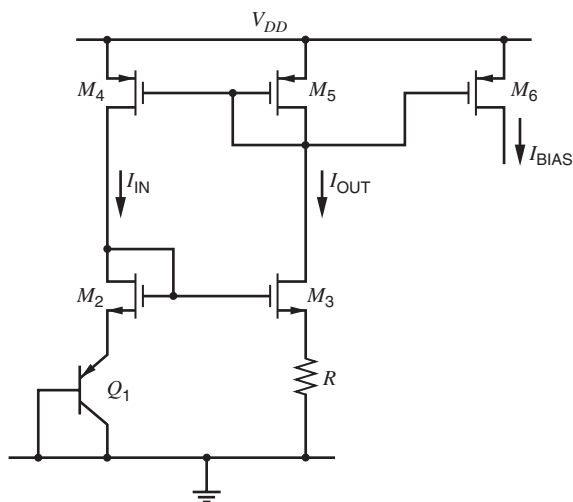 V_DD
M_4
M_5
M_6
I_IN
I_OUT
I_BIAS
M_2
M_3
Q_1
R